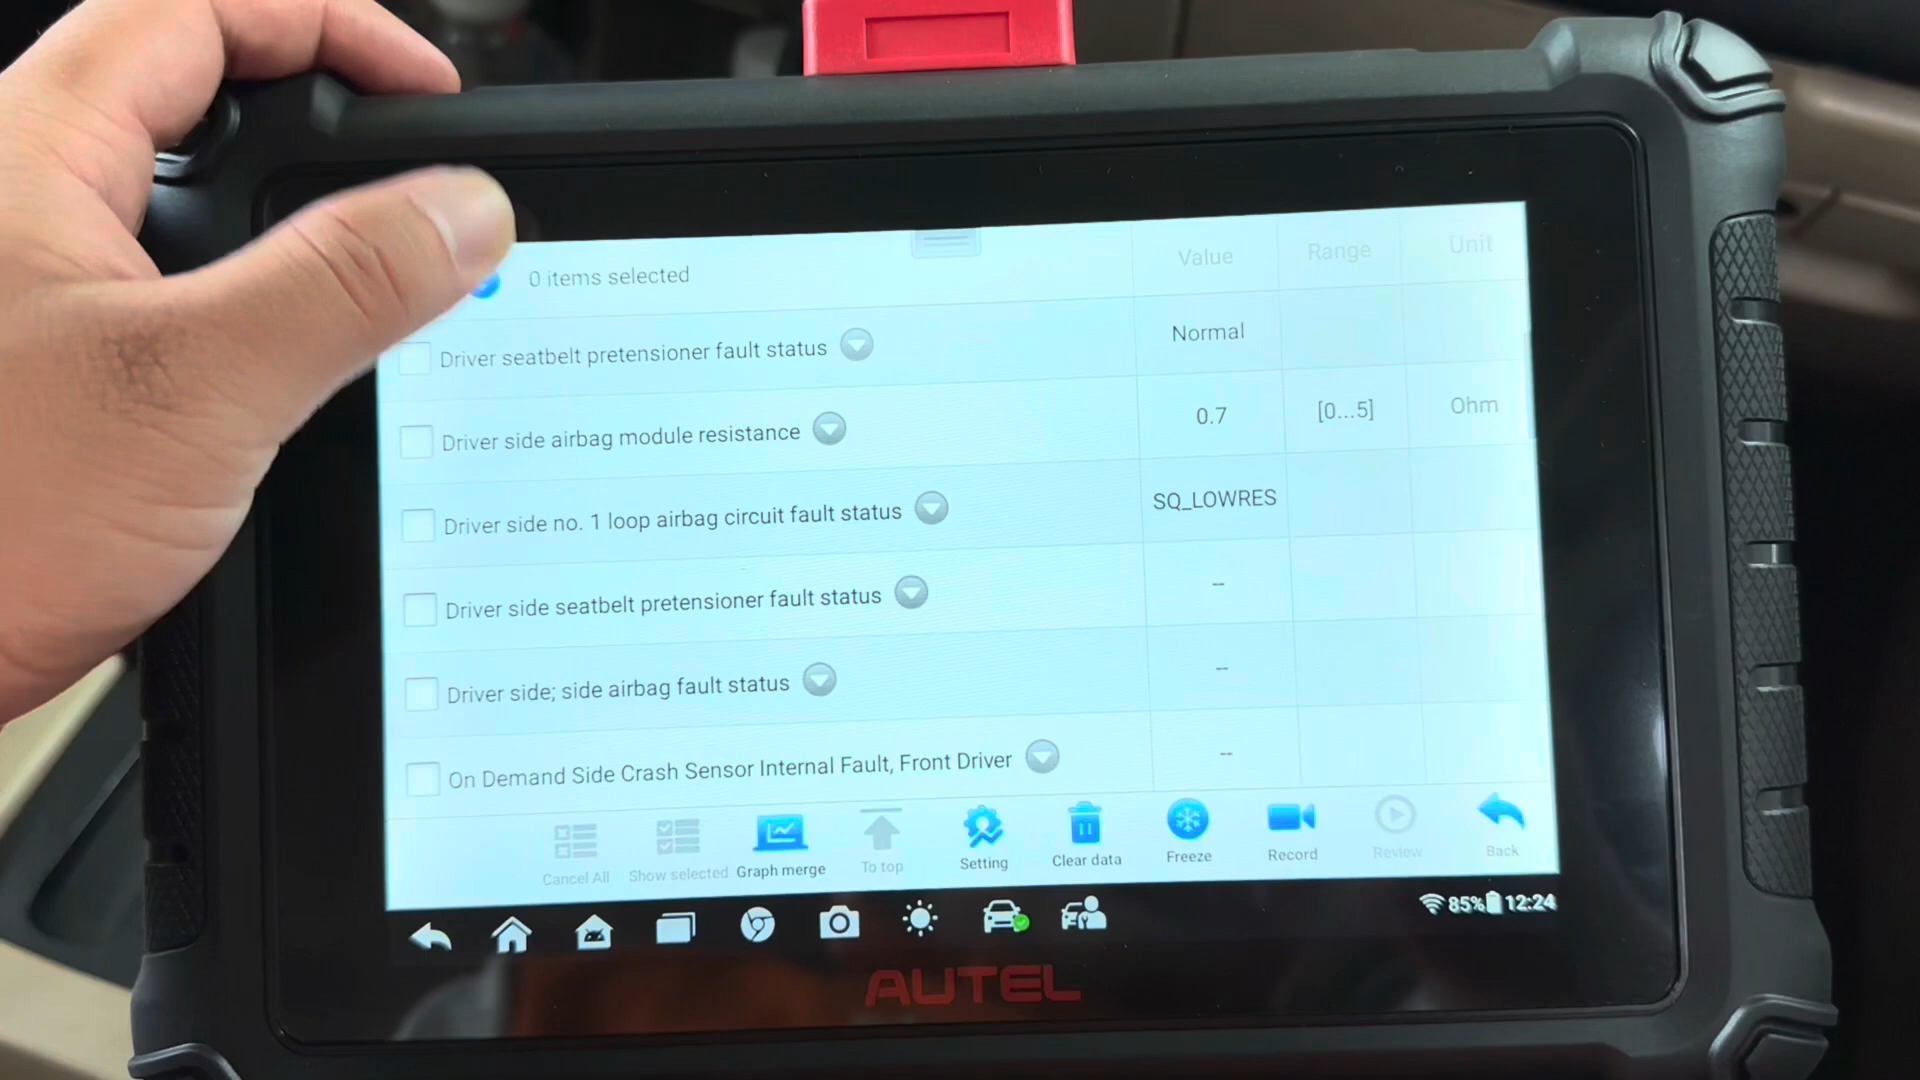 0 items selected Value Range Unit
Driver seatbelt pretensioner fault status Normal
Driver side airbag module resistance 0.7 [0...5] Ohm
Driver side no. 1 loop airbag circuit fault status SQ_LOWRES
Driver side seatbelt pretensioner fault status --
Driver side; side airbag fault status --
On Demand Side Crash Sensor Internal Fault, Front Driver --
Cancel All Show selected Graph merge To top Setting Clear data Freeze Record Review Back
85% 12:24
AUTEL